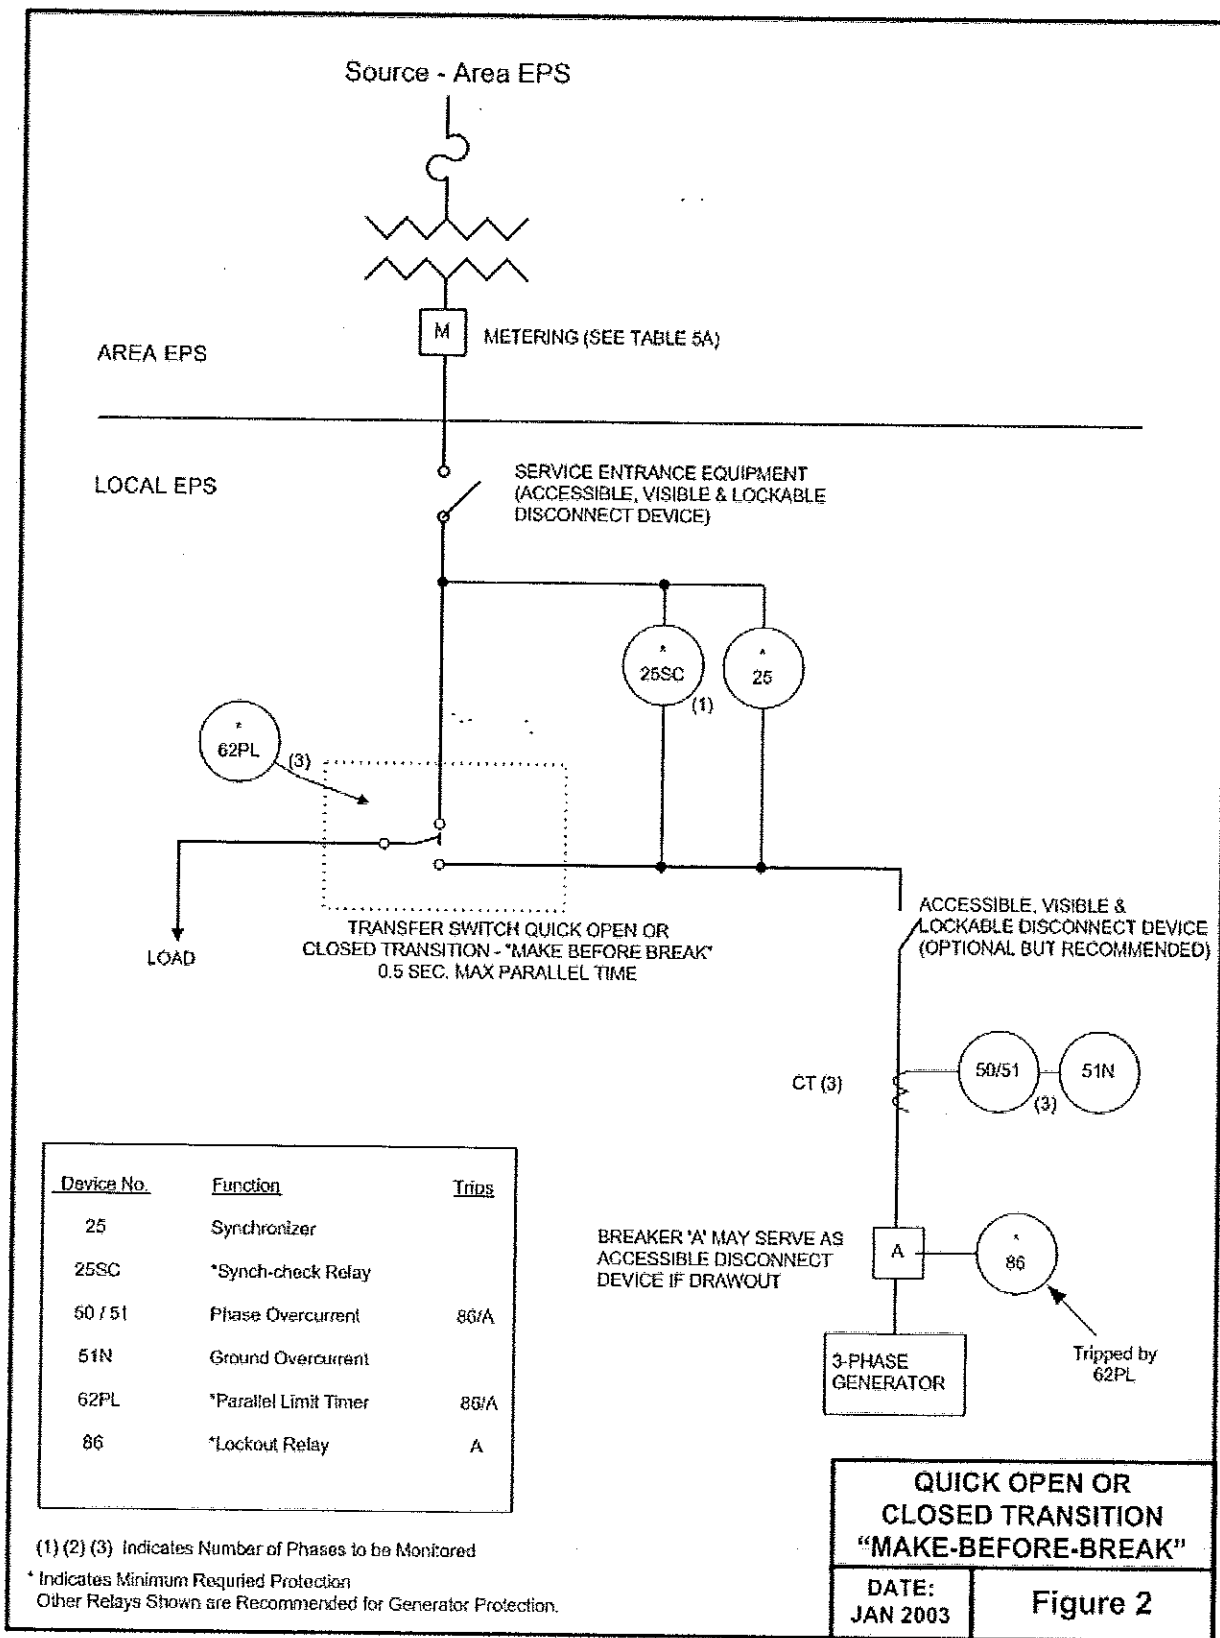 Source - Area EPS
M
METERING (SEE TABLE 5A)
AREA EPS
LOCAL EPS
SERVICE ENTRANCE EQUIPMENT
(ACCESSIBLE, VISIBLE & LOCKABLE
DISCONNECT DEVICE)
*
25SC
(1)
*
25
*
62PL
(3)
LOAD
TRANSFER SWITCH QUICK OPEN OR
CLOSED TRANSITION - "MAKE BEFORE BREAK"
0.5 SEC. MAX PARALLEL TIME
ACCESSIBLE, VISIBLE &
LOCKABLE DISCONNECT DEVICE
(OPTIONAL BUT RECOMMENDED)
CT (3)
50/51
(3)
51N
BREAKER 'A' MAY SERVE AS
ACCESSIBLE DISCONNECT
DEVICE IF DRAWOUT
A
*
86
Tripped by
62PL
3-PHASE
GENERATOR
Device No. Function Trips
25 Synchronizer
25SC *Synch-check Relay
50 / 51 Phase Overcurrent 86/A
51N Ground Overcurrent
62PL *Parallel Limit Timer 86/A
86 *Lockout Relay A
(1) (2) (3) Indicates Number of Phases to be Monitored
* Indicates Minimum Requried Protection
Other Relays Shown are Recommended for Generator Protection.
QUICK OPEN OR
CLOSED TRANSITION
"MAKE-BEFORE-BREAK"
DATE:
JAN 2003
Figure 2